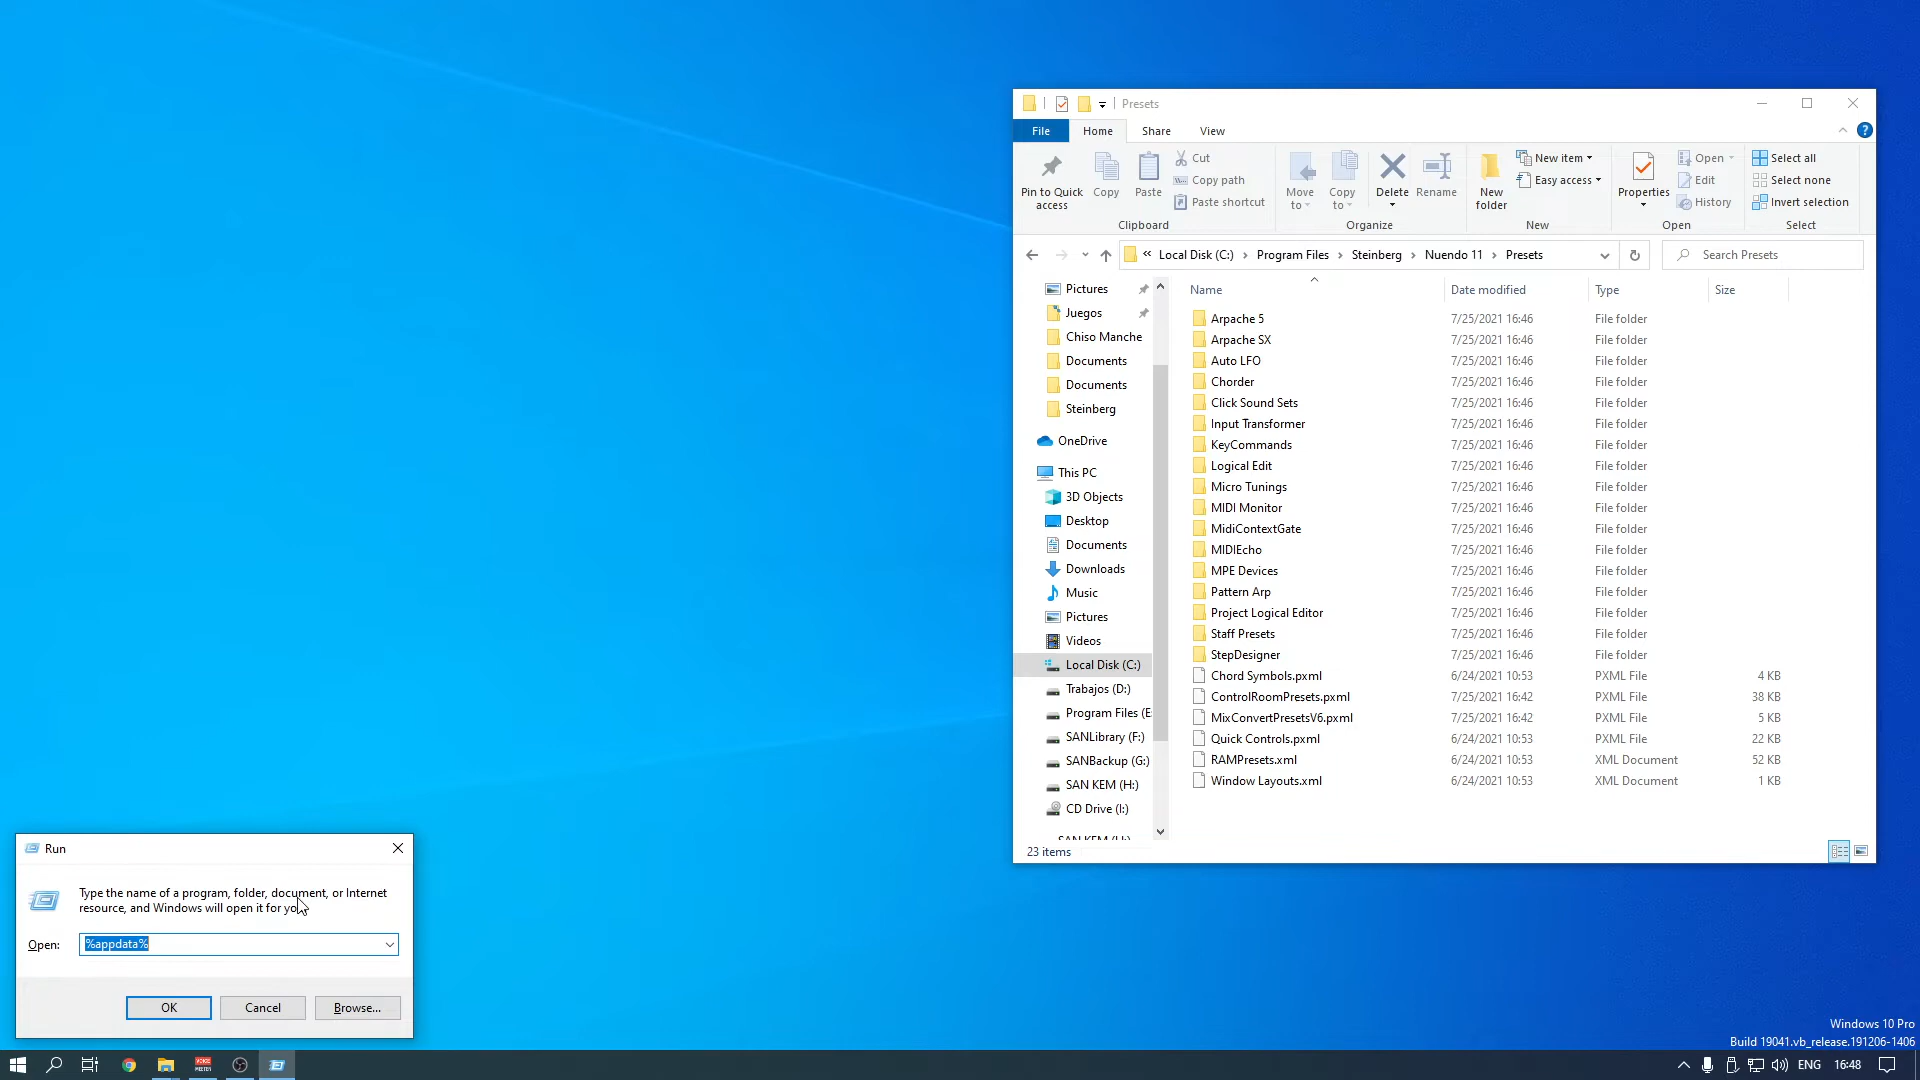 Presets
File Home Share View
Pin to Quick access
Copy
Paste
Cut
Copy path
Paste shortcut
Clipboard
Move to
Copy to
Delete
Rename
Organize
New folder
New item
Easy access
New
Properties
Open
Edit
History
Open
Select all
Select none
Invert selection
Select
« Local Disk (C:) › Program Files › Steinberg › Nuendo 11 › Presets
Search Presets
Pictures
Juegos
Chiso Manche
Documents
Documents
Steinberg
OneDrive
This PC
3D Objects
Desktop
Documents
Downloads
Music
Pictures
Videos
Local Disk (C:)
Trabajos (D:)
Program Files (E
SANLibrary (F:)
SANBackup (G:)
SAN KEM (H:)
CD Drive (I:)
SAN KEM (H:)
Name Date modified Type Size
Arpache 5 7/25/2021 16:46 File folder
Arpache SX 7/25/2021 16:46 File folder
Auto LFO 7/25/2021 16:46 File folder
Chorder 7/25/2021 16:46 File folder
Click Sound Sets 7/25/2021 16:46 File folder
Input Transformer 7/25/2021 16:46 File folder
KeyCommands 7/25/2021 16:46 File folder
Logical Edit 7/25/2021 16:46 File folder
Micro Tunings 7/25/2021 16:46 File folder
MIDI Monitor 7/25/2021 16:46 File folder
MidiContextGate 7/25/2021 16:46 File folder
MIDIEcho 7/25/2021 16:46 File folder
MPE Devices 7/25/2021 16:46 File folder
Pattern Arp 7/25/2021 16:46 File folder
Project Logical Editor 7/25/2021 16:46 File folder
Staff Presets 7/25/2021 16:46 File folder
StepDesigner 7/25/2021 16:46 File folder
Chord Symbols.pxml 6/24/2021 10:53 PXML File 4 KB
ControlRoomPresets.pxml 7/25/2021 16:42 PXML File 38 KB
MixConvertPresetsV6.pxml 7/25/2021 16:42 PXML File 5 KB
Quick Controls.pxml 6/24/2021 10:53 PXML File 22 KB
RAMPresets.xml 6/24/2021 10:53 XML Document 52 KB
Window Layouts.xml 6/24/2021 10:53 XML Document 1 KB
23 items
Run
Type the name of a program, folder, document, or Internet
resource, and Windows will open it for you.
Open: %appdata%
OK Cancel Browse...
Windows 10 Pro
Build 19041.vb_release.191206-1406
VOICE
MEETER
ENG 16:48